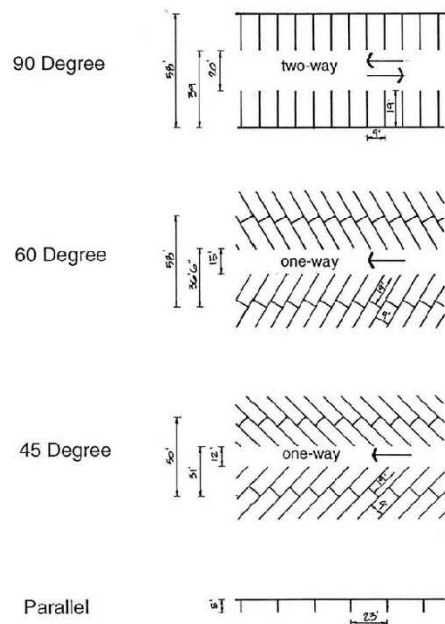 90 Degree
58'
39
20'
two-way
19'
9'
60 Degree
58'
36'6"
15'
one-way
19'
9'
45 Degree
50'
31'
12'
one-way
19'
Parallel
8'
23'